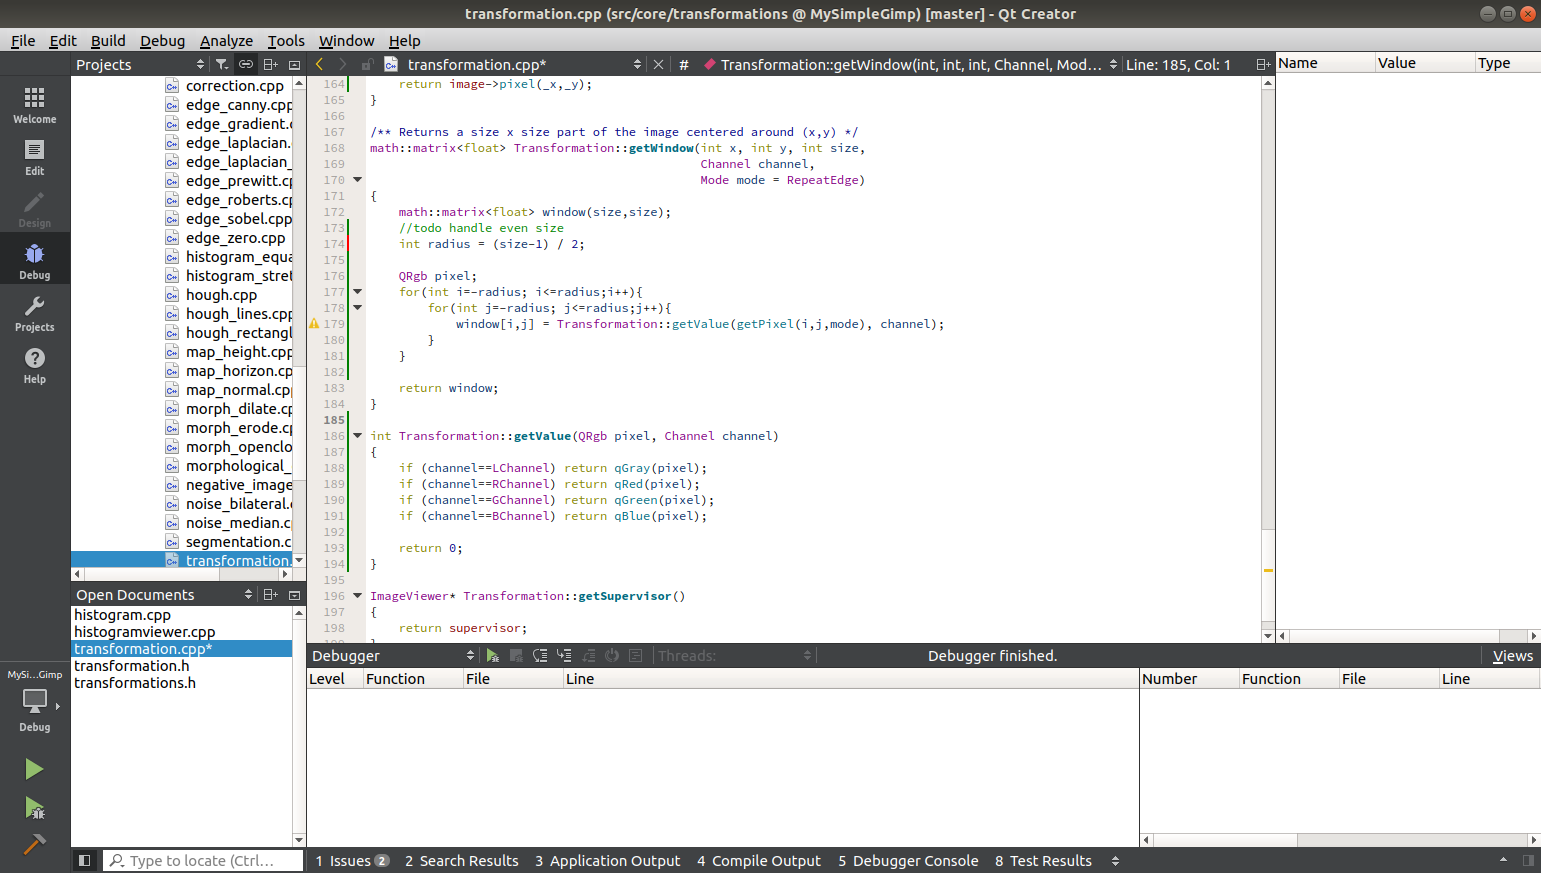 transformation.cpp (src/core/transformations @ MySimpleGimp) [master] - Qt Creator
File Edit Build Debug Analyze Tools Window Help
Projects
transformation.cpp*
#
Transformation::getWindow(int, int, int, Channel, Mod...
Line: 185, Col: 1
Name Value Type
Welcome
Edit
Design
Debug
Projects
Help
MySi...Gimp
Debug
correction.cpp
edge_canny.cpp
edge_gradient.c
edge_laplacian.
edge_laplacian_
edge_prewitt.cp
edge_roberts.cp
edge_sobel.cpp
edge_zero.cpp
histogram_equa
histogram_stret
hough.cpp
hough_lines.cpp
hough_rectangl
map_height.cpp
map_horizon.cp
map_normal.cpp
morph_dilate.cp
morph_erode.cp
morph_openclo
morphological_
negative_image
noise_bilateral.c
noise_median.c
segmentation.c
transformation.
Open Documents
histogram.cpp
histogramviewer.cpp
transformation.cpp*
transformation.h
transformations.h
164 return image->pixel(_x,_y);
165 }
166
167 /** Returns a size x size part of the image centered around (x,y) */
168 math::matrix<float> Transformation::getWindow(int x, int y, int size,
169 Channel channel,
170 Mode mode = RepeatEdge)
171 {
172 math::matrix<float> window(size,size);
173 //todo handle even size
174 int radius = (size-1) / 2;
175
176 QRgb pixel;
177 for(int i=-radius; i<=radius;i++){
178 for(int j=-radius; j<=radius;j++){
179 window[i,j] = Transformation::getValue(getPixel(i,j,mode), channel);
180 }
181 }
182
183 return window;
184 }
185
186 int Transformation::getValue(QRgb pixel, Channel channel)
187 {
188 if (channel==LChannel) return qGray(pixel);
189 if (channel==RChannel) return qRed(pixel);
190 if (channel==GChannel) return qGreen(pixel);
191 if (channel==BChannel) return qBlue(pixel);
192
193 return 0;
194 }
195
196 ImageViewer* Transformation::getSupervisor()
197 {
198 return supervisor;
Debugger
Threads:
Debugger finished.
Views
Level Function File Line
Number Function File Line
Type to locate (Ctrl...
1 Issues 2
2 Search Results
3 Application Output
4 Compile Output
5 Debugger Console
8 Test Results